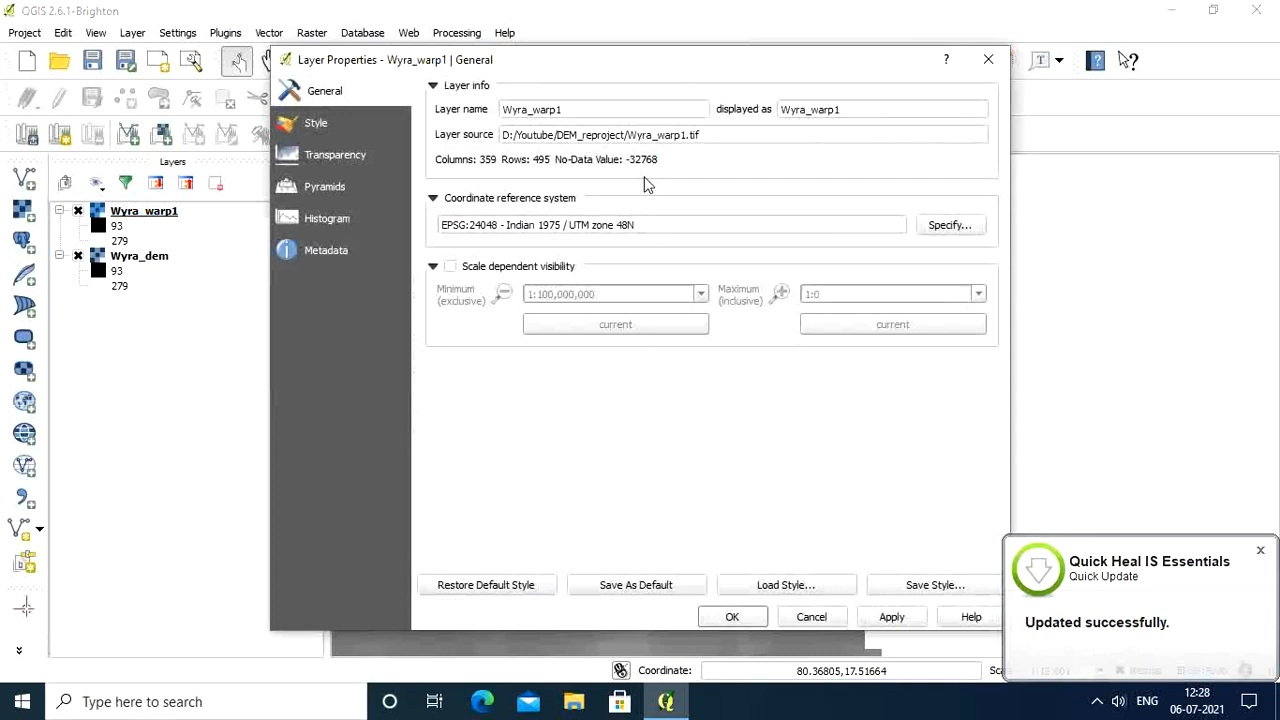 QGIS 2.6.1-Brighton
Project Edit View Layer Settings Plugins Vector Raster Database Web Processing Help
Layer Properties - Wyra_warp1 | General
General
Style
Transparency
Pyramids
Histogram
Metadata
Layer info
Layer name Wyra_warp1 displayed as Wyra_warp1
Layer source D:/Youtube/DEM_reproject/Wyra_warp1.tif
Columns: 359 Rows: 495 No-Data Value: -32768
Coordinate reference system
EPSG:24048 - Indian 1975 / UTM zone 48N Specify...
Scale dependent visibility
Minimum (exclusive) 1:100,000,000 Maximum (inclusive) 1:0
current current
Restore Default Style Save As Default Load Style... Save Style...
OK Cancel Apply Help
Layers
Wyra_warp1
93
279
Wyra_dem
93
279
Quick Heal IS Essentials
Quick Update
Updated successfully.
Coordinate: 80.36805,17.51664
Type here to search
ENG
12:28
06-07-2021